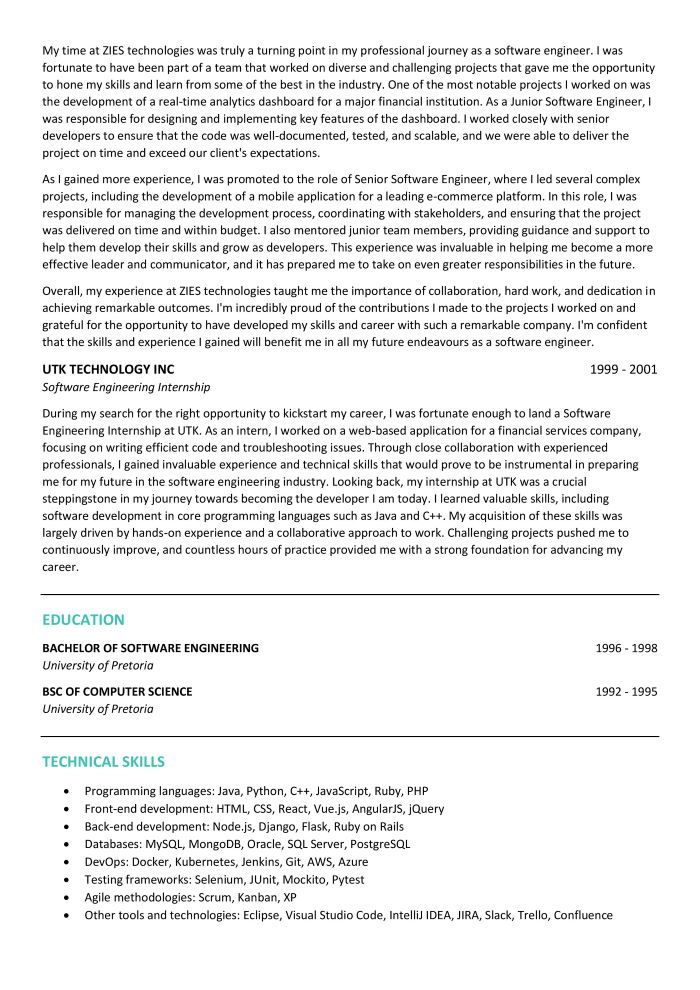 My time at ZIES technologies was truly a turning point in my professional journey as a software engineer. I was
fortunate to have been part of a team that worked on diverse and challenging projects that gave me the opportunity
to hone my skills and learn from some of the best in the industry. One of the most notable projects I worked on was
the development of a real-time analytics dashboard for a major financial institution. As a Junior Software Engineer, I
was responsible for designing and implementing key features of the dashboard. I worked closely with senior
developers to ensure that the code was well-documented, tested, and scalable, and we were able to deliver the
project on time and exceed our client's expectations.
As I gained more experience, I was promoted to the role of Senior Software Engineer, where I led several complex
projects, including the development of a mobile application for a leading e-commerce platform. In this role, I was
responsible for managing the development process, coordinating with stakeholders, and ensuring that the project
was delivered on time and within budget. I also mentored junior team members, providing guidance and support to
help them develop their skills and grow as developers. This experience was invaluable in helping me become a more
effective leader and communicator, and it has prepared me to take on even greater responsibilities in the future.
Overall, my experience at ZIES technologies taught me the importance of collaboration, hard work, and dedication in
achieving remarkable outcomes. I'm incredibly proud of the contributions I made to the projects I worked on and
grateful for the opportunity to have developed my skills and career with such a remarkable company. I'm confident
that the skills and experience I gained will benefit me in all my future endeavours as a software engineer.
UTK TECHNOLOGY INC 1999 - 2001
Software Engineering Internship
During my search for the right opportunity to kickstart my career, I was fortunate enough to land a Software
Engineering Internship at UTK. As an intern, I worked on a web-based application for a financial services company,
focusing on writing efficient code and troubleshooting issues. Through close collaboration with experienced
professionals, I gained invaluable experience and technical skills that would prove to be instrumental in preparing
me for my future in the software engineering industry. Looking back, my internship at UTK was a crucial
steppingstone in my journey towards becoming the developer I am today. I learned valuable skills, including
software development in core programming languages such as Java and C++. My acquisition of these skills was
largely driven by hands-on experience and a collaborative approach to work. Challenging projects pushed me to
continuously improve, and countless hours of practice provided me with a strong foundation for advancing my
career.
EDUCATION
BACHELOR OF SOFTWARE ENGINEERING 1996 - 1998
University of Pretoria
BSC OF COMPUTER SCIENCE 1992 - 1995
University of Pretoria
TECHNICAL SKILLS
• Programming languages: Java, Python, C++, JavaScript, Ruby, PHP
• Front-end development: HTML, CSS, React, Vue.js, AngularJS, jQuery
• Back-end development: Node.js, Django, Flask, Ruby on Rails
• Databases: MySQL, MongoDB, Oracle, SQL Server, PostgreSQL
• DevOps: Docker, Kubernetes, Jenkins, Git, AWS, Azure
• Testing frameworks: Selenium, JUnit, Mockito, Pytest
• Agile methodologies: Scrum, Kanban, XP
• Other tools and technologies: Eclipse, Visual Studio Code, IntelliJ IDEA, JIRA, Slack, Trello, Confluence